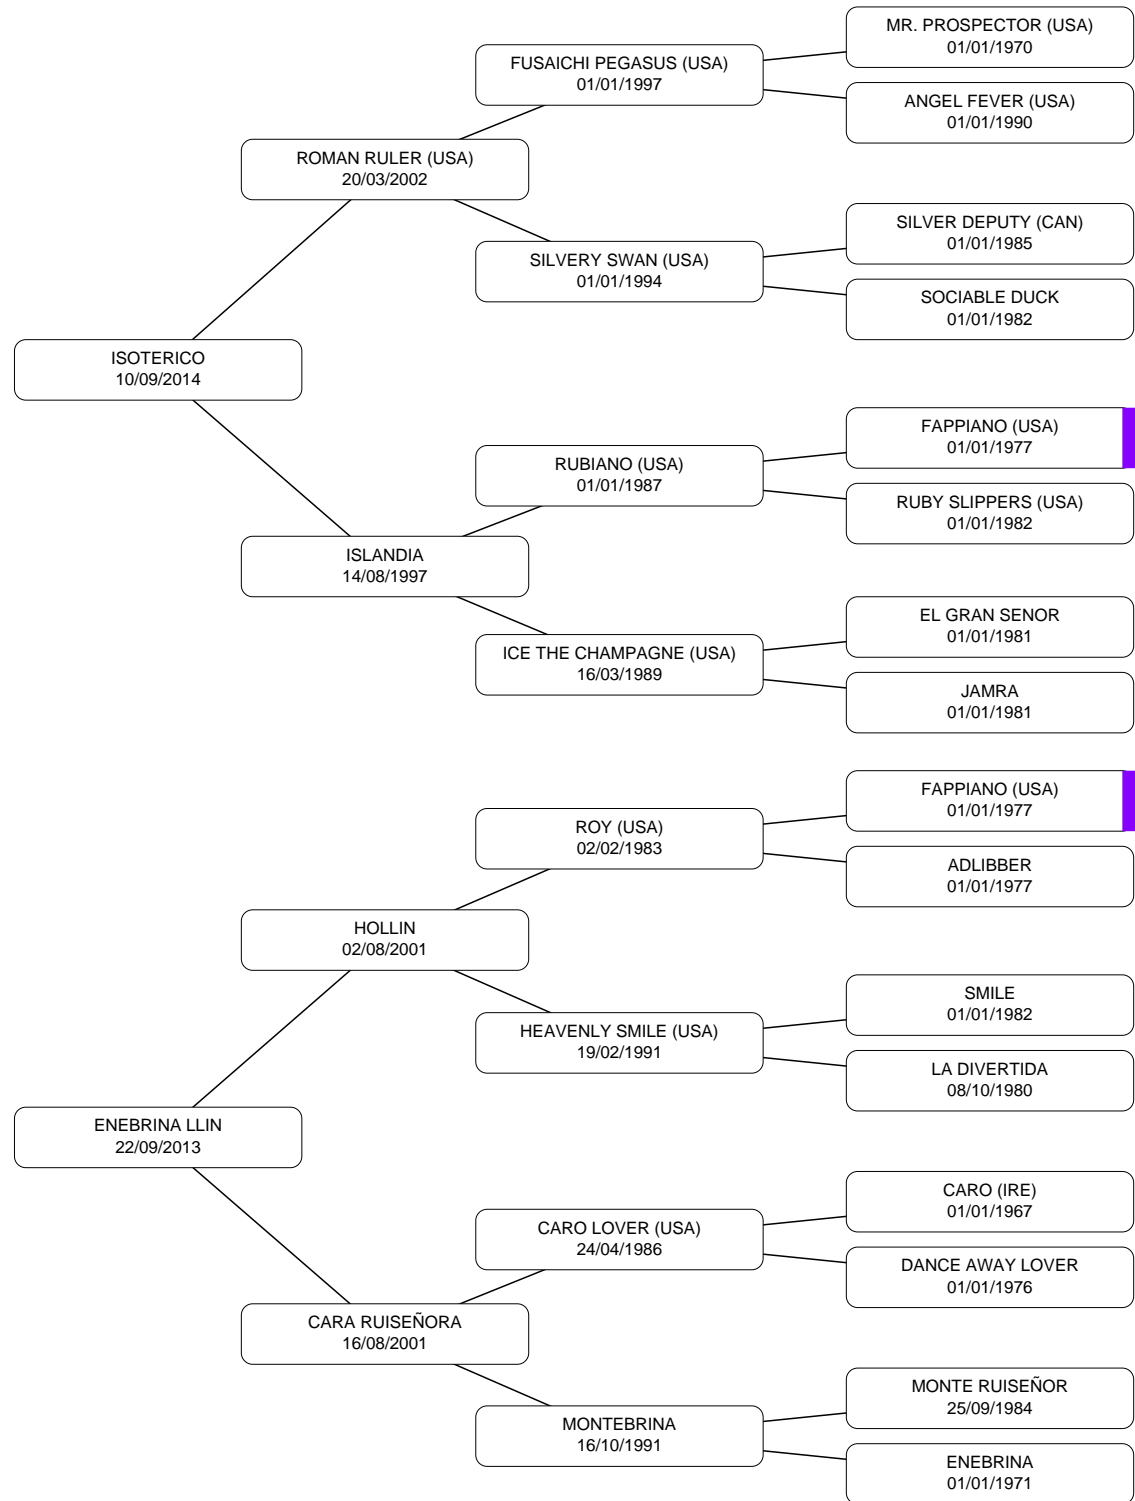 MR. PROSPECTOR (USA)
01/01/1970
FUSAICHI PEGASUS (USA)
01/01/1997
ANGEL FEVER (USA)
01/01/1990
ROMAN RULER (USA)
20/03/2002
SILVER DEPUTY (CAN)
01/01/1985
SILVERY SWAN (USA)
01/01/1994
SOCIABLE DUCK
01/01/1982
ISOTERICO
10/09/2014
FAPPIANO (USA)
01/01/1977
RUBIANO (USA)
01/01/1987
RUBY SLIPPERS (USA)
01/01/1982
ISLANDIA
14/08/1997
EL GRAN SENOR
01/01/1981
ICE THE CHAMPAGNE (USA)
16/03/1989
JAMRA
01/01/1981
FAPPIANO (USA)
01/01/1977
ROY (USA)
02/02/1983
ADLIBBER
01/01/1977
HOLLIN
02/08/2001
SMILE
01/01/1982
HEAVENLY SMILE (USA)
19/02/1991
LA DIVERTIDA
08/10/1980
ENEBRINA LLIN
22/09/2013
CARO (IRE)
01/01/1967
CARO LOVER (USA)
24/04/1986
DANCE AWAY LOVER
01/01/1976
CARA RUISEÑORA
16/08/2001
MONTE RUISEÑOR
25/09/1984
MONTEBRINA
16/10/1991
ENEBRINA
01/01/1971